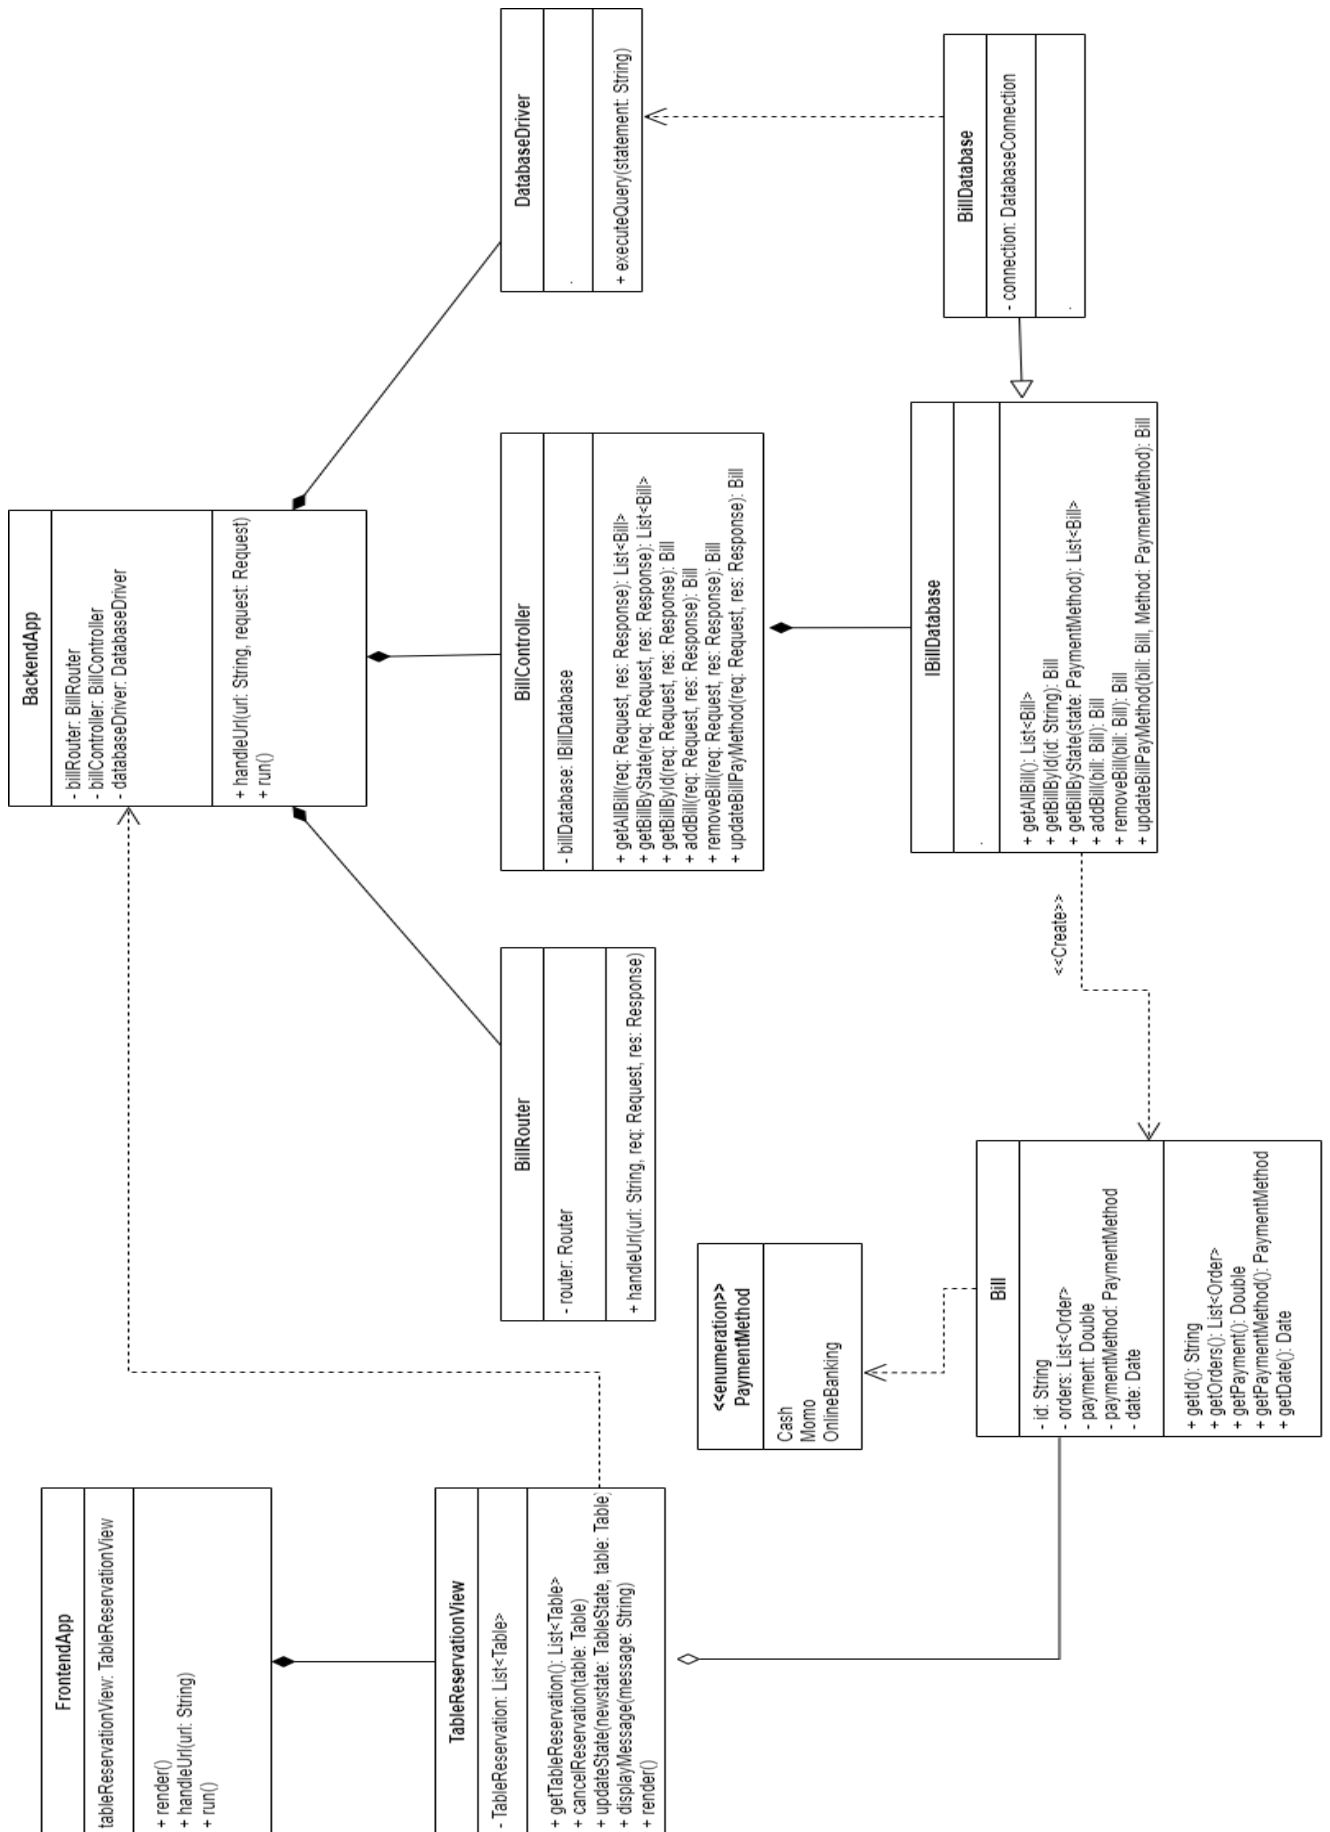 FrontendApp
tableReservationView: TableReservationView
+ render()
+ handleUrl(url: String)
+ run()
BackendApp
- billRouter: BillRouter
- billController: BillController
- databaseDriver: DatabaseDriver
+ handleUrl(url: String, request: Request)
+ run()
TableReservationView
- TableReservation: List<Table>
+ getTableReservation(): List<Table>
+ cancelReservation(table: Table)
+ updateState(newstate: TableState, table: Table)
+ displayMessage(message: String)
+ render()
BillRouter
- router: Router
+ handleUrl(url: String, req: Request, res: Response)
BillController
- billDatabase: IBillDatabase
+ getAllBill(req: Request, res: Response): List<Bill>
+ getBillByState(req: Request, res: Response): List<Bill>
+ getBillById(req: Request, res: Response): Bill
+ addBill(req: Request, res: Response): Bill
+ removeBill(req: Request, res: Response): Bill
+ updateBillPayMethod(req: Request, res: Response): Bill
DatabaseDriver
.
+ executeQuery(statement: String)
<<enumeration>>
PaymentMethod
Cash
Momo
OnlineBanking
Bill
- id: String
- orders: List<Order>
- payment: Double
- paymentMethod: PaymentMethod
- date: Date
+ getId(): String
+ getOrders(): List<Order>
+ getPayment(): Double
+ getPaymentMethod(): PaymentMethod
+ getDate(): Date
<<Create>>
IBillDatabase
.
+ getAllBill(): List<Bill>
+ getBillById(id: String): Bill
+ getBillByState(state: PaymentMethod): List<Bill>
+ addBill(bill: Bill): Bill
+ removeBill(bill: Bill): Bill
+ updateBillPayMethod(bill: Bill, Method: PaymentMethod): Bill
BillDatabase
- connection: DatabaseConnection
.